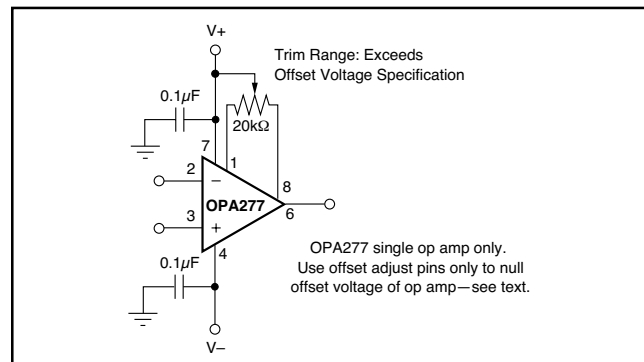 V+
Trim Range: Exceeds
Offset Voltage Specification
0.1µF
20kΩ
7
1
2
−
8
OPA277
6
3
+
4
OPA277 single op amp only.
Use offset adjust pins only to null
offset voltage of op amp—see text.
0.1µF
V−